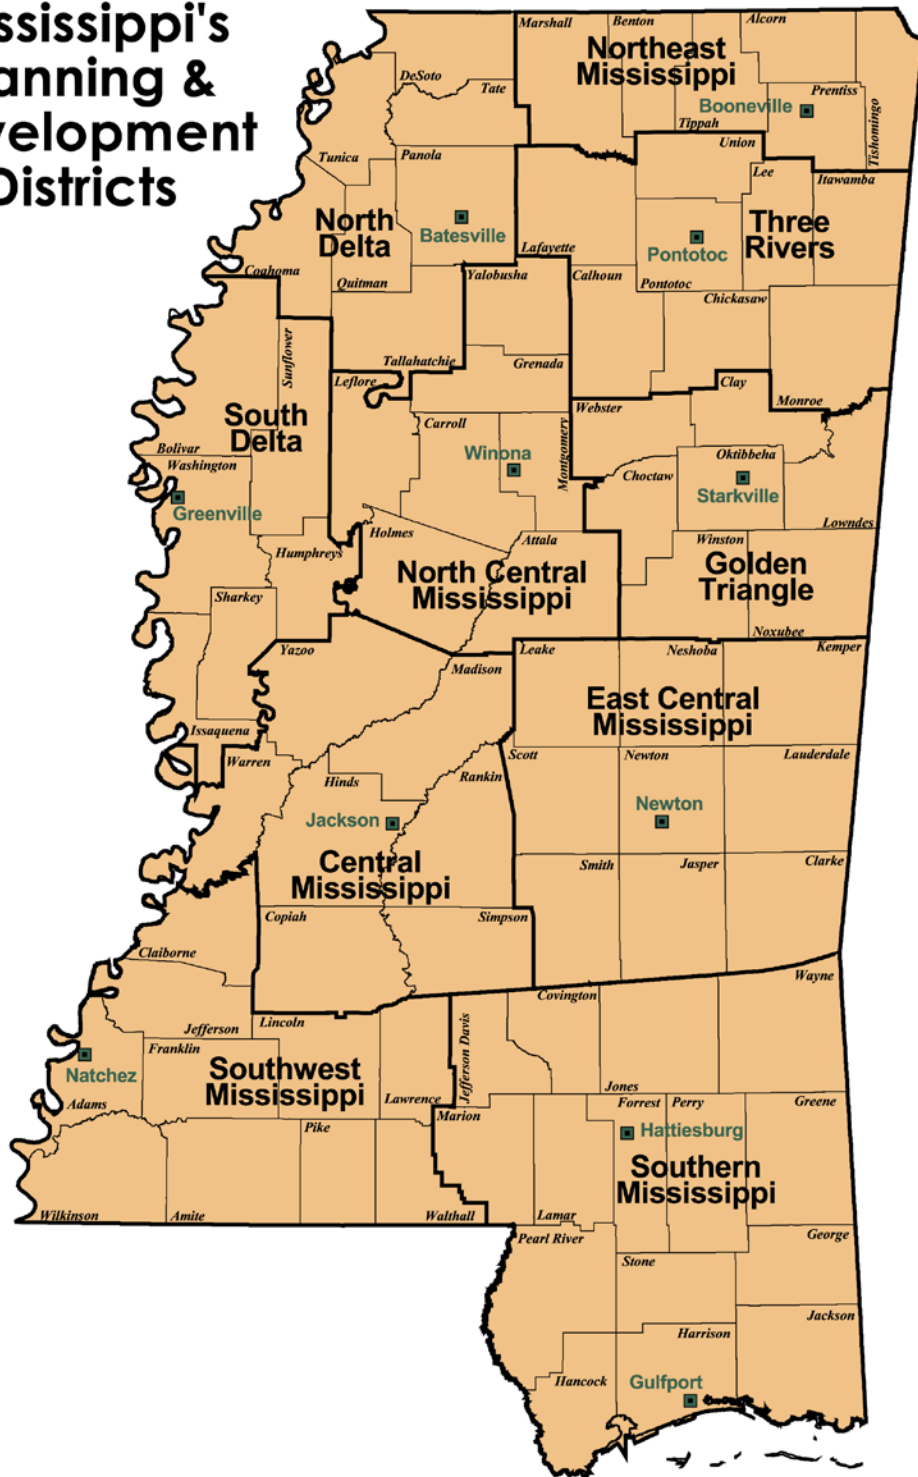 ssissippi's
anning &
velopment
Districts
Marshall
Benton
Alcorn
Northeast
Mississippi
DeSoto
Tate
Prentiss
Booneville
Tishomingo
Tippah
Union
Tunica
Panola
Lee
Itawamba
North
Delta
Batesville
Three
Rivers
Lafayette
Pontotoc
Coahoma
Quitman
Yalobusha
Calhoun
Pontotoc
Chickasaw
Sunflower
Tallahatchie
Grenada
Leflore
Clay
Monroe
South
Delta
Webster
Carroll
Montgomery
Bolivar
Washington
Winona
Choctaw
Oktibbeha
Starkville
Greenville
Lowndes
Humphreys
Holmes
Attala
Winston
Golden
Triangle
North Central
Mississippi
Sharkey
Noxubee
Yazoo
Madison
Leake
Neshoba
Kemper
East Central
Mississippi
Issaquena
Warren
Scott
Newton
Lauderdale
Hinds
Rankin
Jackson
Newton
Central
Mississippi
Smith
Jasper
Clarke
Copiah
Simpson
Claiborne
Wayne
Covington
Jefferson
Lincoln
Jefferson Davis
Franklin
Natchez
Southwest
Mississippi
Adams
Lawrence
Jones
Marion
Forrest
Perry
Greene
Pike
Hattiesburg
Southern
Mississippi
Wilkinson
Amite
Walthall
Lamar
Pearl River
George
Stone
Jackson
Harrison
Hancock
Gulfport